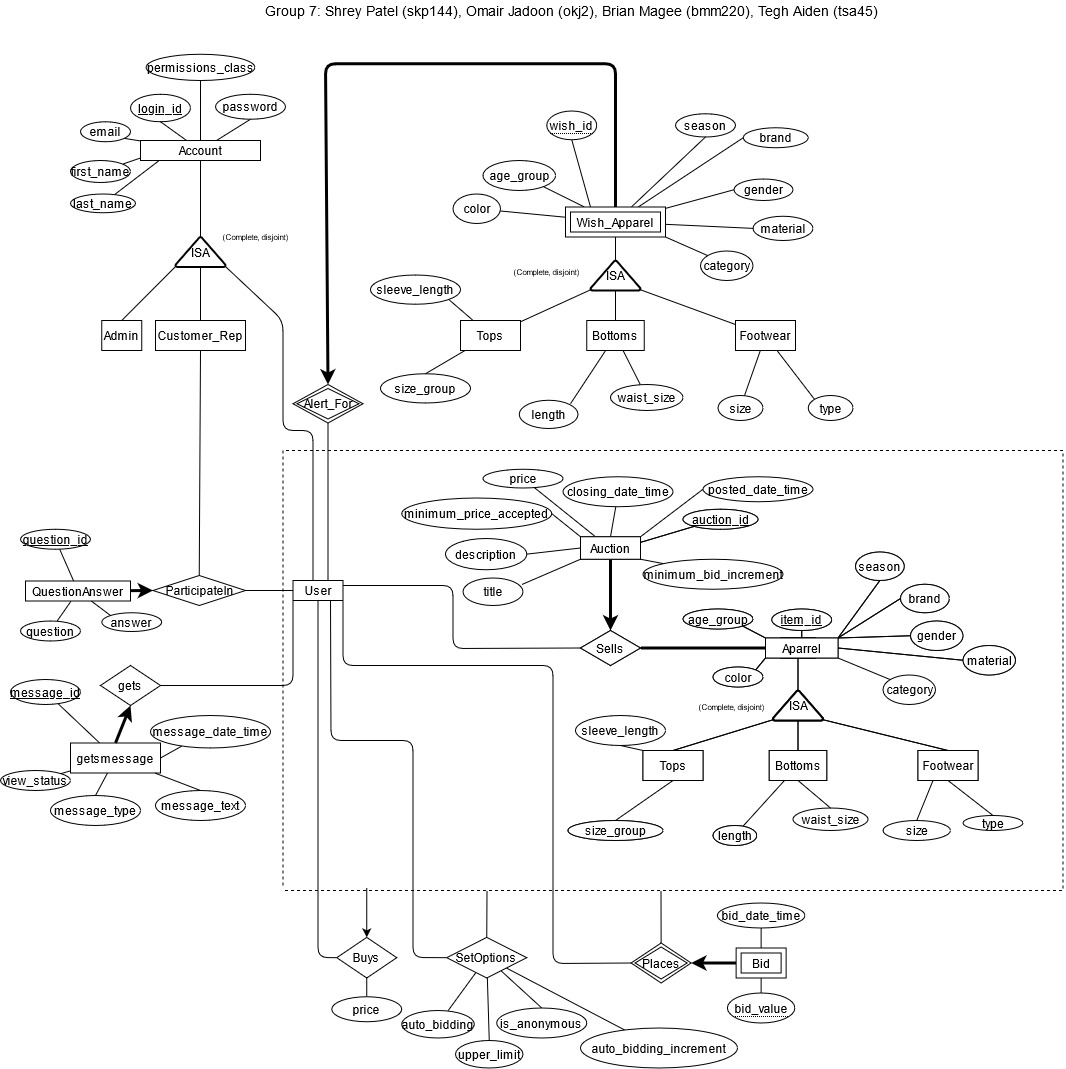 Group 7: Shrey Patel (skp144), Omair Jadoon (okj2), Brian Magee (bmm220), Tegh Aiden (tsa45)
permissions_class
login_id
password
email
Account
first_name
last_name
ISA
(Complete, disjoint)
Admin
Customer_Rep
wish_id
season
brand
age_group
gender
color
Wish_Apparel
material
category
(Complete, disjoint)
ISA
sleeve_length
Tops
Bottoms
Footwear
size_group
length
waist_size
size
type
Alert_For
price
closing_date_time
posted_date_time
minimum_price_accepted
auction_id
Auction
description
minimum_bid_increment
title
question_id
QuestionAnswer
ParticipateIn
User
question
answer
Sells
season
brand
age_group
item_id
gender
Aparrel
material
color
category
(Complete, disjoint)
ISA
sleeve_length
Tops
Bottoms
Footwear
size_group
length
waist_size
size
type
gets
message_id
message_date_time
getsmessage
view_status
message_type
message_text
Buys
price
SetOptions
auto_bidding
is_anonymous
upper_limit
auto_bidding_increment
Places
bid_date_time
Bid
bid_value